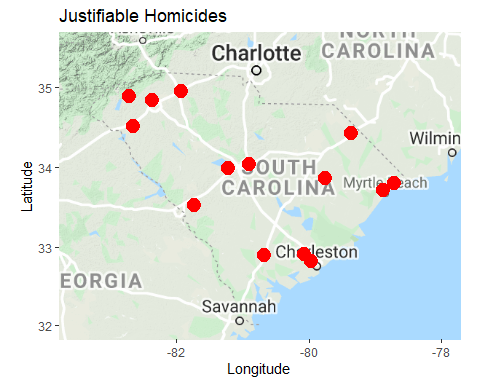 Justifiable Homicides
NORTH
CAROLINA
Charlotte
35
Wilmin
34
SOUTH
CAROLINA
Myrtle Beach
Latitude
33
Charleston
EORGIA
Savannah
32
-82
-80
-78
Longitude